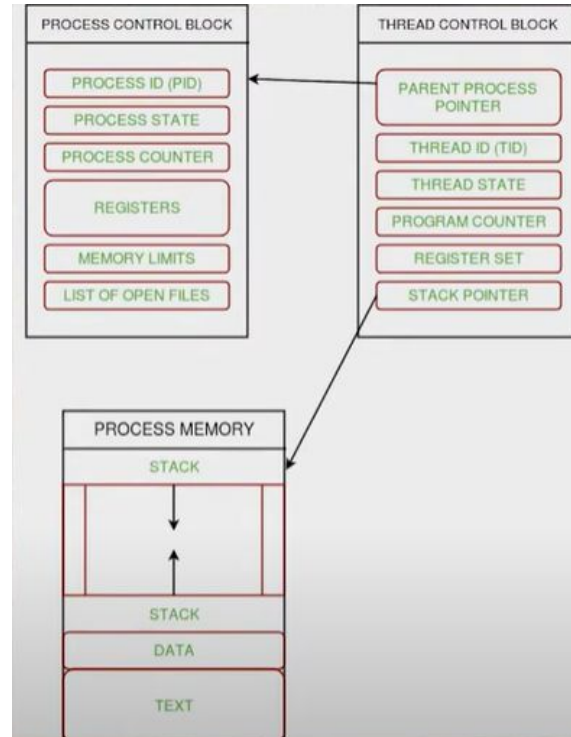 PROCESS CONTROL BLOCK
PROCESS ID (PID)
PROCESS STATE
PROCESS COUNTER
REGISTERS
MEMORY LIMITS
LIST OF OPEN FILES
THREAD CONTROL BLOCK
PARENT PROCESS
POINTER
THREAD ID (TID)
THREAD STATE
PROGRAM COUNTER
REGISTER SET
STACK POINTER
PROCESS MEMORY
STACK
STACK
DATA
TEXT